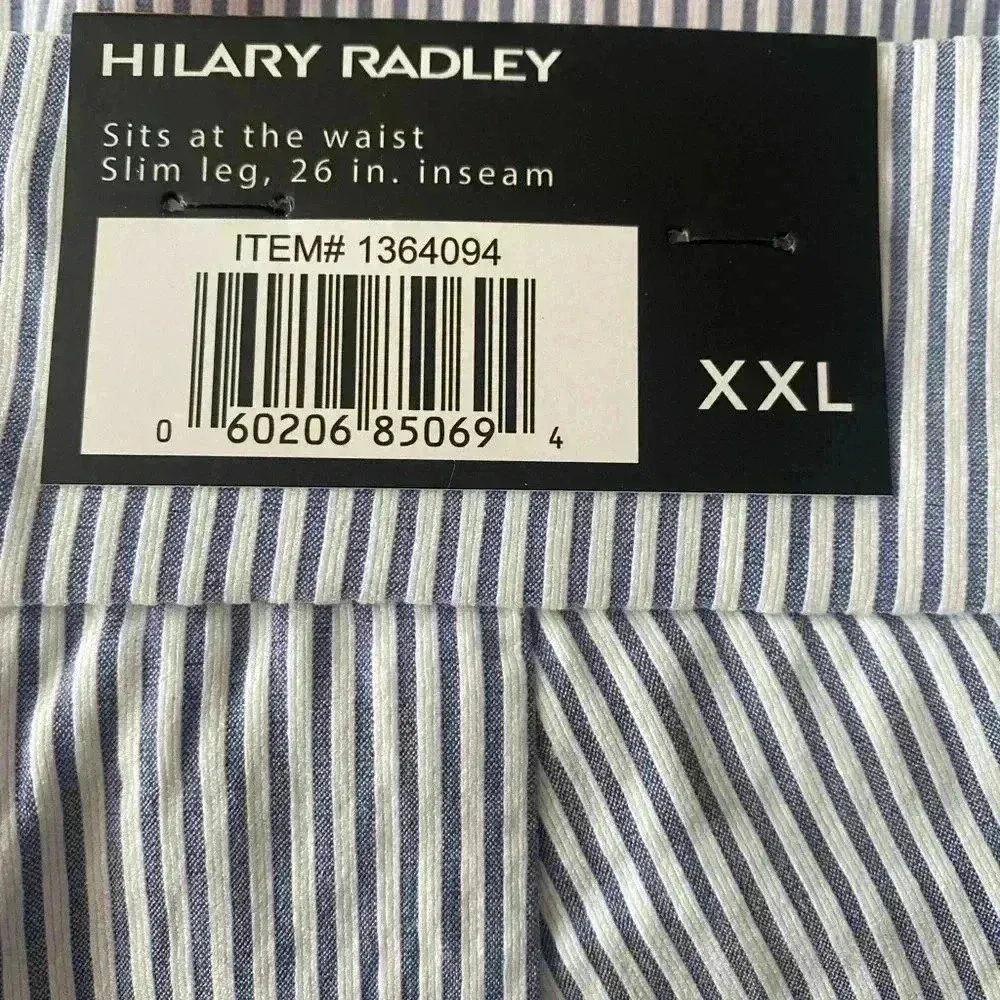 HILARY RADLEY
Sits at the waist
Slim leg, 26 in. inseam
ITEM# 1364094
0 60206 85069 4
XXL